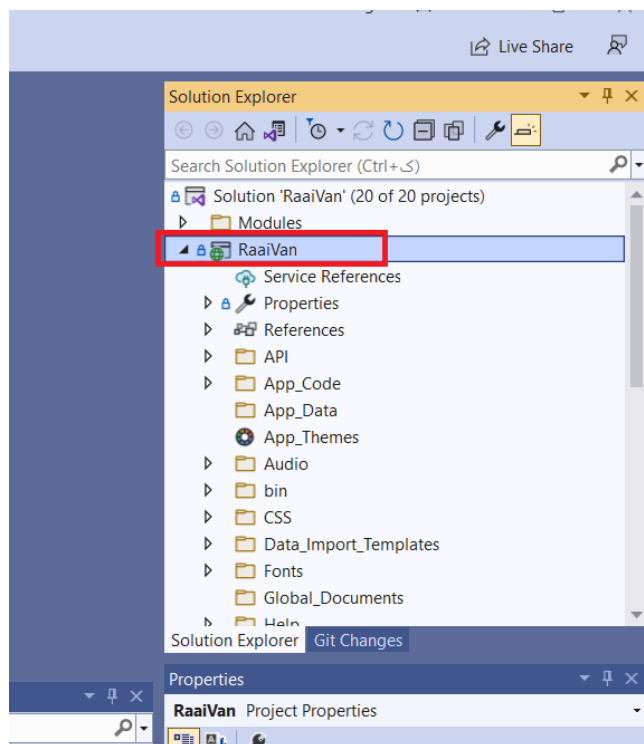 Live Share
Solution Explorer
Search Solution Explorer (Ctrl+ک)
Solution 'RaaiVan' (20 of 20 projects)
Modules
RaaiVan
Service References
Properties
References
API
App_Code
App_Data
App_Themes
Audio
bin
CSS
Data_Import_Templates
Fonts
Global_Documents
Help
Solution Explorer Git Changes
Properties
RaaiVan Project Properties